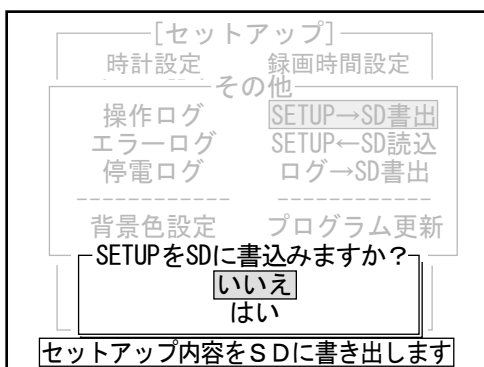 [セットアップ]
時計設定 録画時間設定
その他
操作ログ SETUP→SD書出
エラーログ SETUP←SD読込
停電ログ ログ→SD書出
------------ ------------
背景色設定 プログラム更新
SETUPをSDに書込みますか?
いいえ
はい
セットアップ内容をSDに書き出します